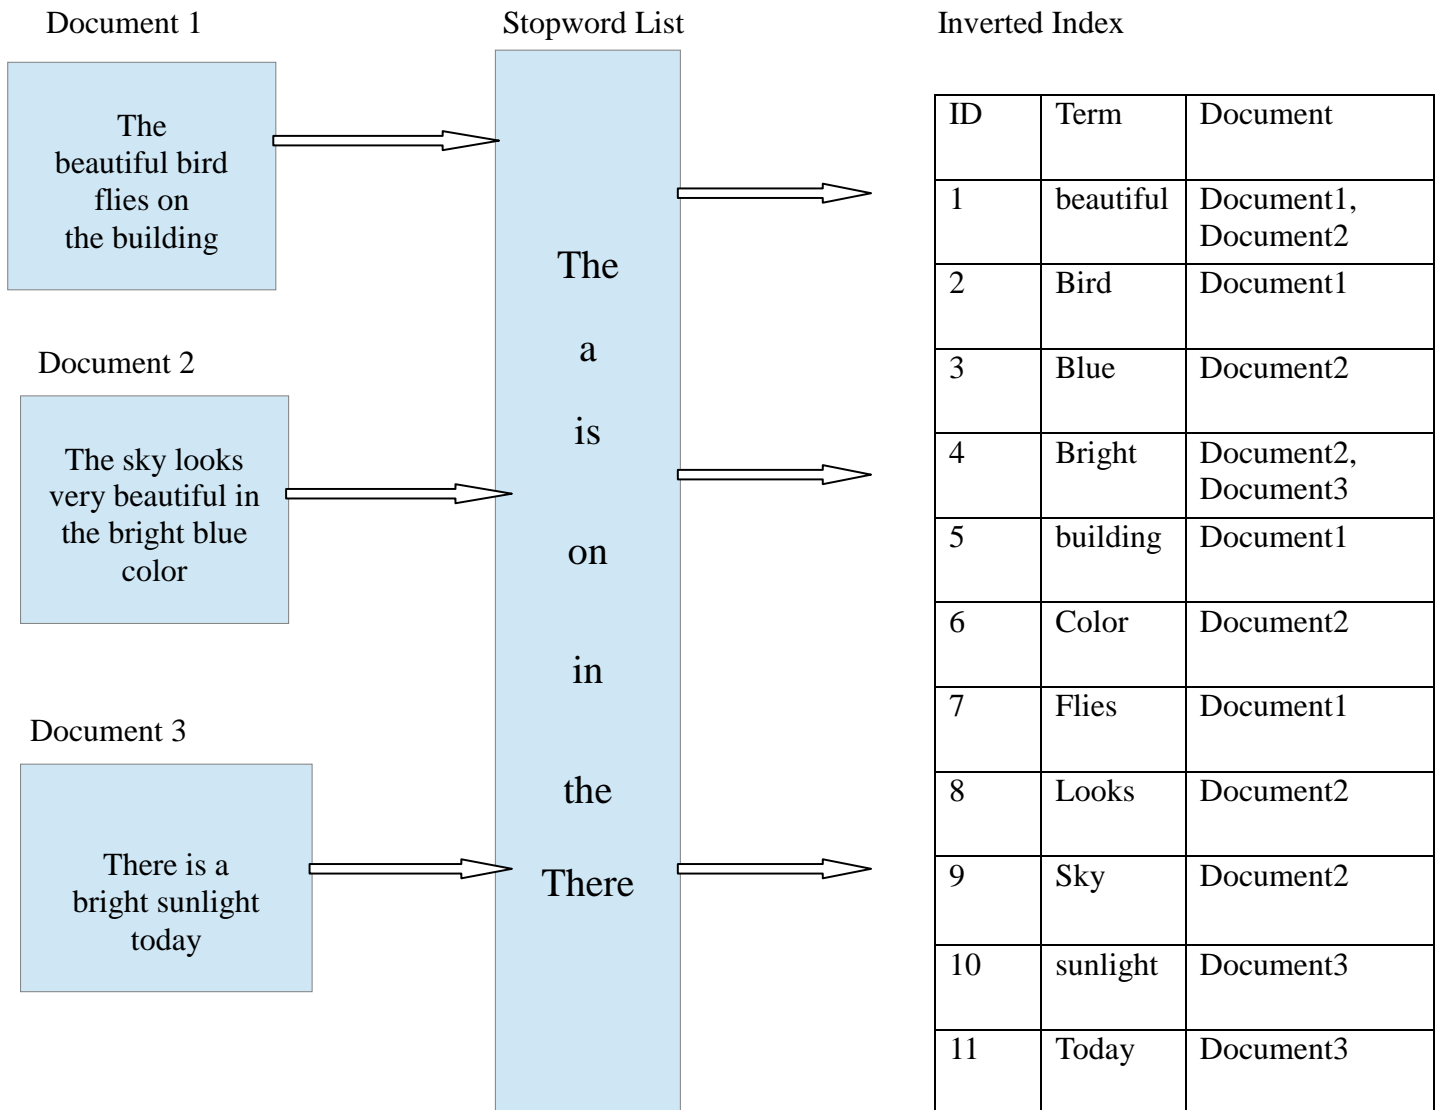 Document 1
The
beautiful bird
flies on
the building
Document 2
The sky looks
very beautiful in
the bright blue
color
Document 3
There is a
bright sunlight
today
Stopword List
The
a
is
on
in
the
There
Inverted Index
ID Term Document
1 beautiful Document1,
Document2
2 Bird Document1
3 Blue Document2
4 Bright Document2,
Document3
5 building Document1
6 Color Document2
7 Flies Document1
8 Looks Document2
9 Sky Document2
10 sunlight Document3
11 Today Document3